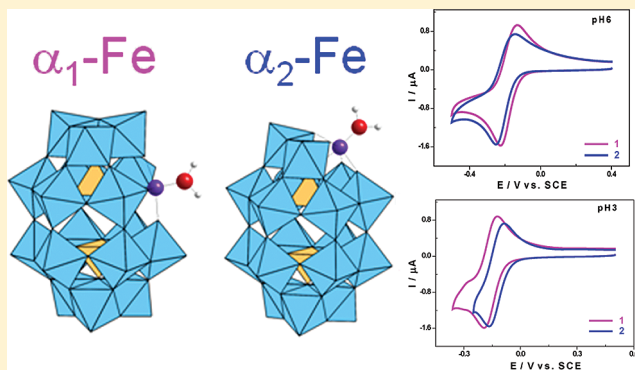 α1-Fe
α2-Fe
pH6
I / µA
0.8
0.0
-0.8
-1.6
-0.4
0.0
0.4
E / V vs. SCE
1
2
pH3
I / µA
0.8
0.0
-0.8
-1.6
-0.3
0.0
0.3
E / V vs. SCE
1
2